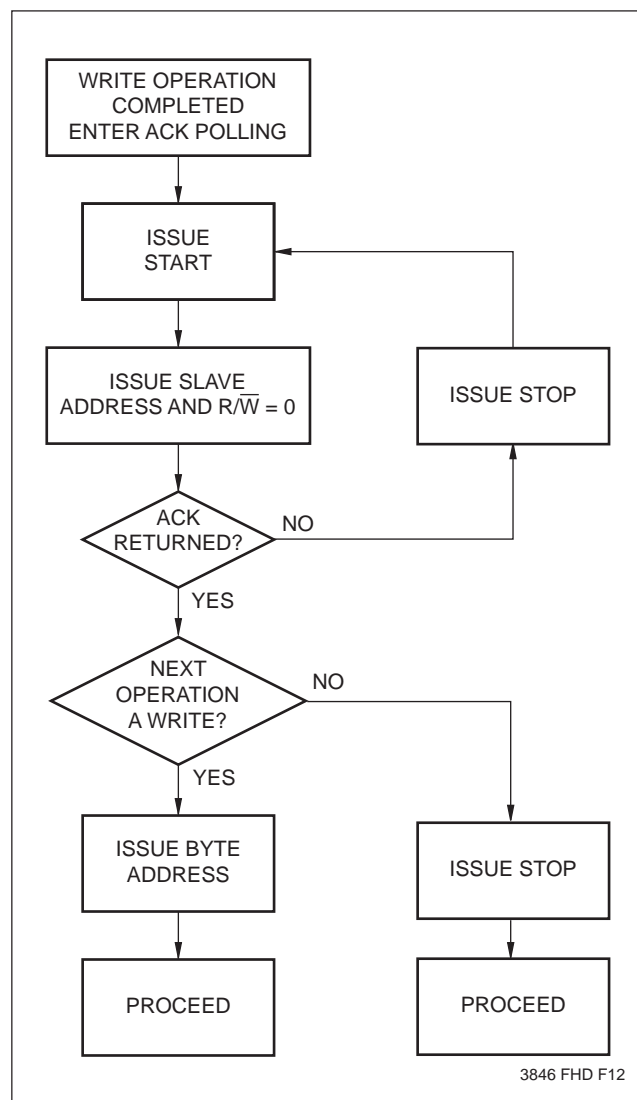 WRITE OPERATION
COMPLETED
ENTER ACK POLLING
ISSUE
START
ISSUE SLAVE
ADDRESS AND R/W̅ = 0
ISSUE STOP
ACK
RETURNED?
NO
YES
NEXT
OPERATION
A WRITE?
NO
YES
ISSUE BYTE
ADDRESS
ISSUE STOP
PROCEED
PROCEED
3846 FHD F12